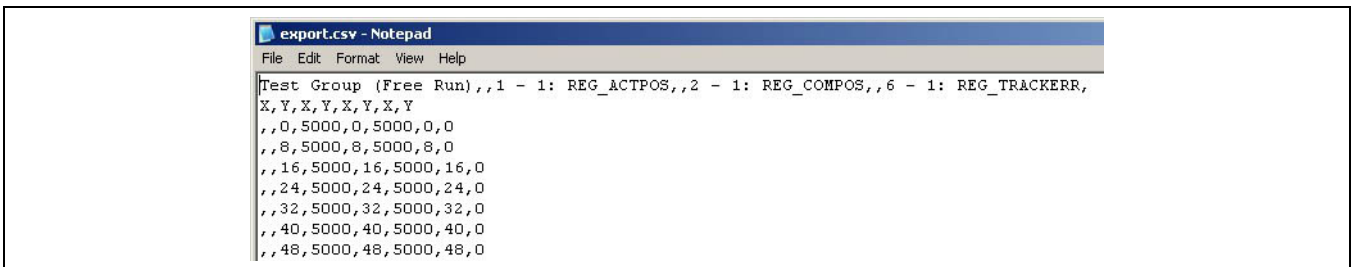 export.csv - Notepad
File Edit Format View Help
Test Group (Free Run),,1 - 1: REG_ACTPOS,,2 - 1: REG_COMPOS,,6 - 1: REG_TRACKERR,
X,Y,X,Y,X,Y,X,Y
,,0,5000,0,5000,0,0
,,8,5000,8,5000,8,0
,,16,5000,16,5000,16,0
,,24,5000,24,5000,24,0
,,32,5000,32,5000,32,0
,,40,5000,40,5000,40,0
,,48,5000,48,5000,48,0